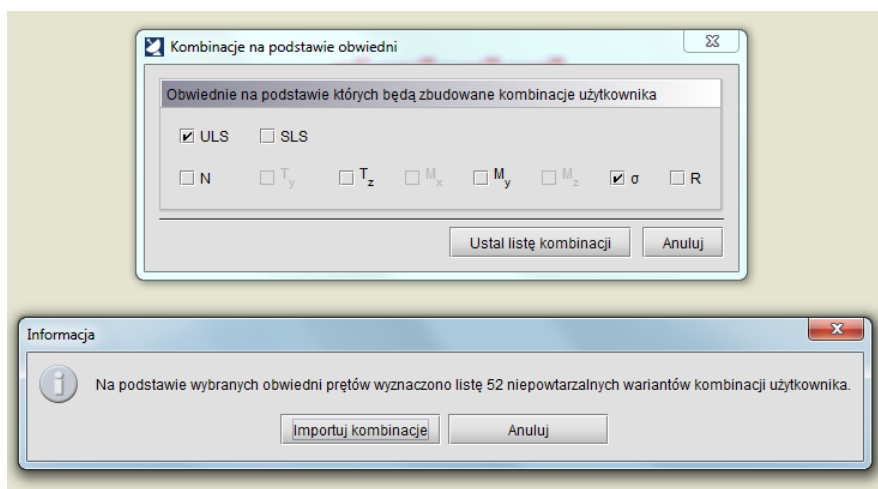 Kombinacje na podstawie obwiedni
Obwiednie na podstawie których będą zbudowane kombinacje użytkownika
ULS SLS
N Ty Tz Mx My Mz σ R
Ustal listę kombinacji Anuluj
Informacja
Na podstawie wybranych obwiedni prętów wyznaczono listę 52 niepowtarzalnych wariantów kombinacji użytkownika.
Importuj kombinacje Anuluj